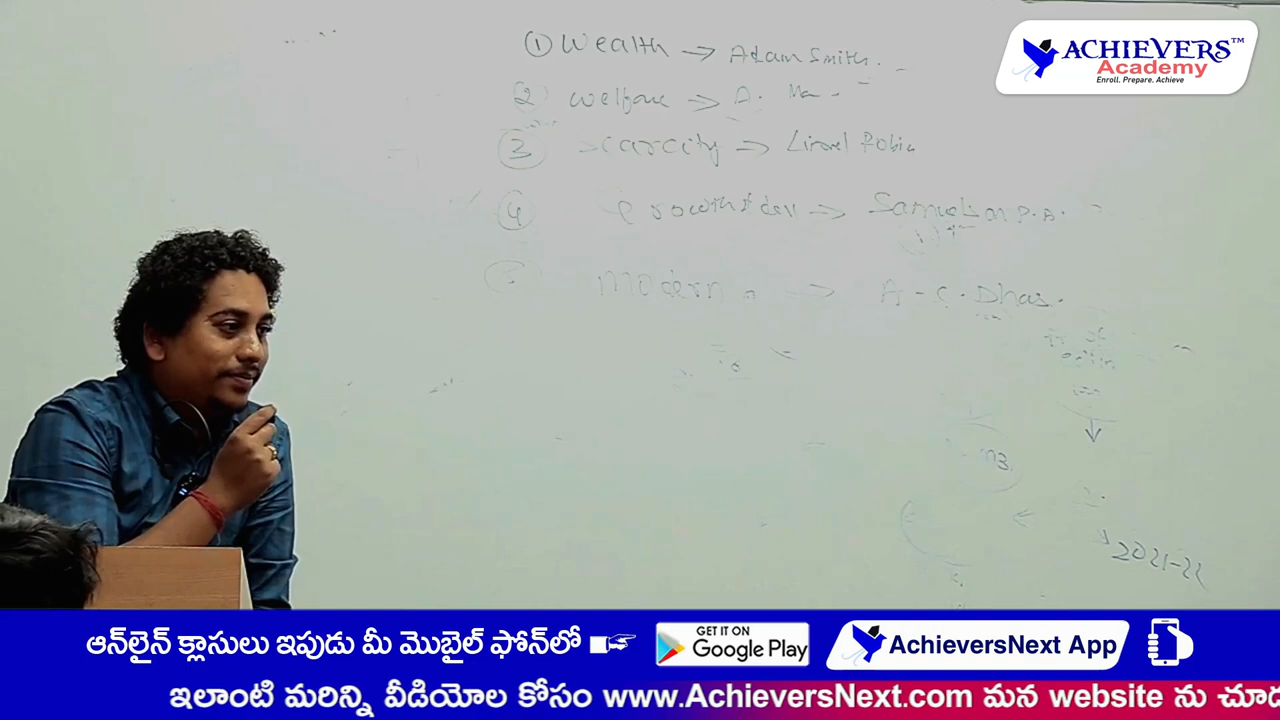 ① Wealth → Adam Smith.
② Welfare → A. Ma
③ Scarcity → Lionel Robin
④ Growth & dev → Samuelson P.A.
Modern → A.C. Dhas.
m3.
2021-22
ACHIEVERS™
Academy
Enroll. Prepare. Achieve
ఆన్‌లైన్ క్లాసులు ఇపుడు మీ మొబైల్ ఫోన్‌లో
GET IT ON
Google Play
AchieversNext App
ఇలాంటి మరిన్ని వీడియోల కోసం www.AchieversNext.com మన website ను చూడ